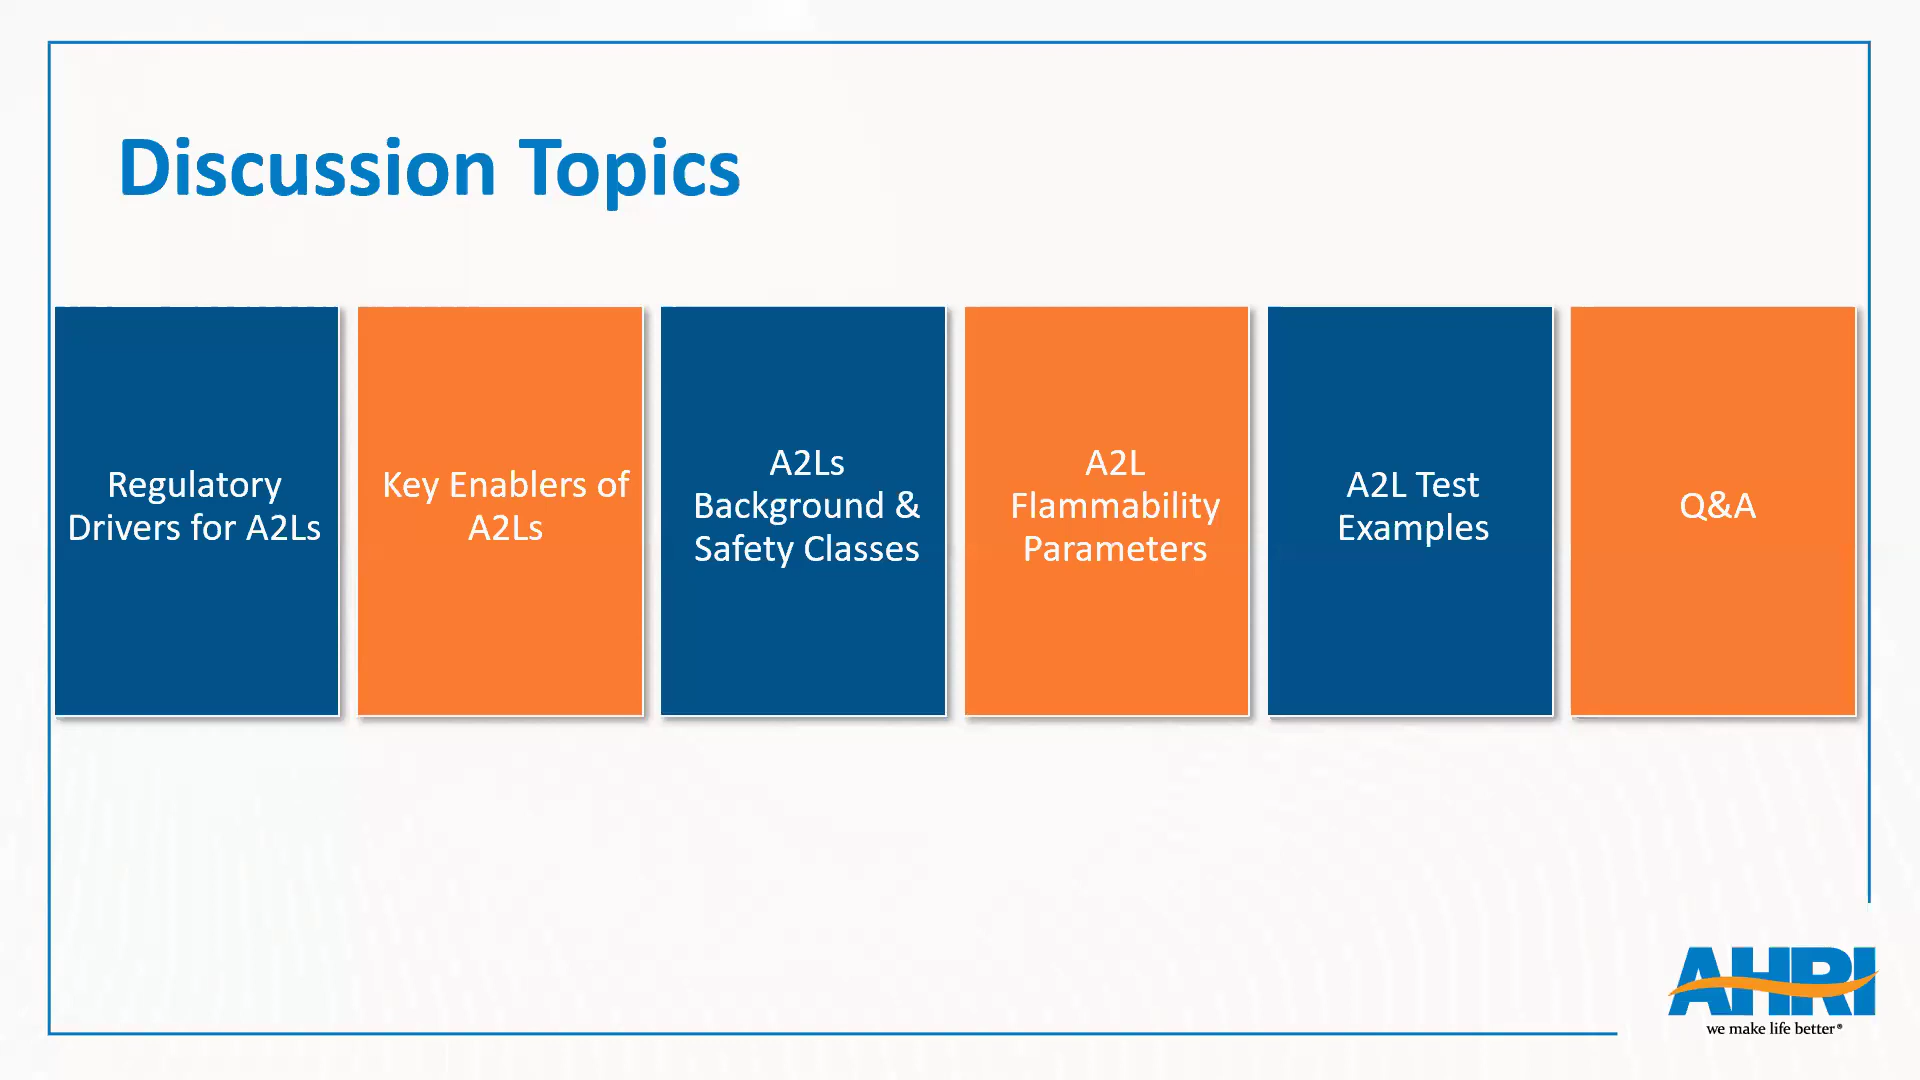 Discussion Topics
Regulatory
Drivers for A2Ls
Key Enablers of
A2Ls
A2Ls
Background &
Safety Classes
A2L
Flammability
Parameters
A2L Test
Examples
Q&A
AHRI
we make life better®